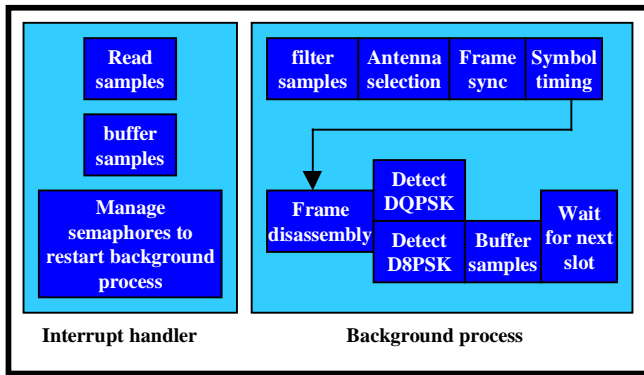 Read
samples
buffer
samples
Manage
semaphores to
restart background
process
Interrupt handler
filter
samples
Antenna
selection
Frame
sync
Symbol
timing
Frame
disassembly
Detect
DQPSK
Detect
D8PSK
Buffer
samples
Wait
for next
slot
Background process